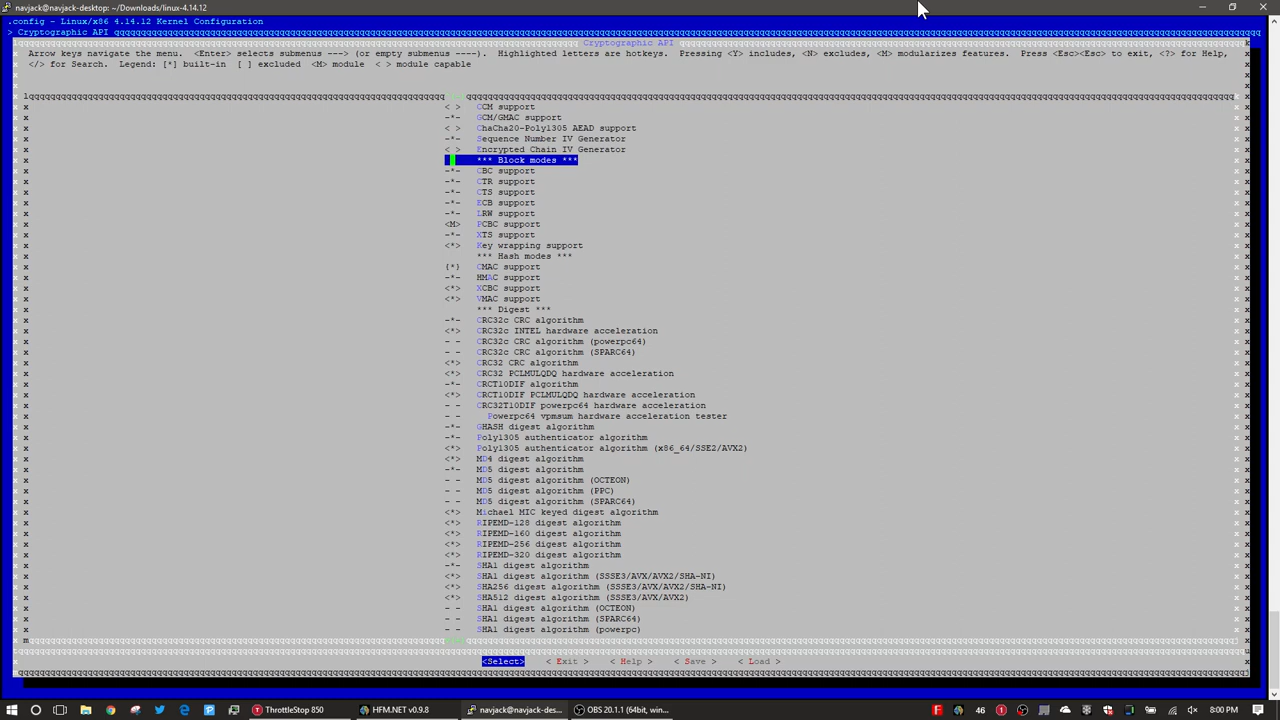 navjack@navjack-desktop: ~/Downloads/linux-4.14.12
.config - Linux/x86 4.14.12 Kernel Configuration
> Cryptographic API
Cryptographic API
Arrow keys navigate the menu. <Enter> selects submenus ---> (or empty submenus ----). Highlighted letters are hotkeys. Pressing <Y> includes, <N> excludes, <M> modularizes features. Press <Esc><Esc> to exit, <?> for Help,
</> for Search. Legend: [*] built-in [ ] excluded <M> module < > module capable
< > CCM support
-*- GCM/GMAC support
< > ChaCha20-Poly1305 AEAD support
-*- Sequence Number IV Generator
< > Encrypted Chain IV Generator
*** Block modes ***
-*- CBC support
-*- CTR support
-*- CTS support
-*- ECB support
-*- LRW support
<M> PCBC support
-*- XTS support
<*> Key wrapping support
*** Hash modes ***
{*} CMAC support
-*- HMAC support
<*> XCBC support
<*> VMAC support
*** Digest ***
-*- CRC32c CRC algorithm
<*> CRC32c INTEL hardware acceleration
- - CRC32c CRC algorithm (powerpc64)
- - CRC32c CRC algorithm (SPARC64)
<*> CRC32 CRC algorithm
<*> CRC32 PCLMULQDQ hardware acceleration
-*- CRCT10DIF algorithm
<*> CRCT10DIF PCLMULQDQ hardware acceleration
- - CRC32T10DIF powerpc64 hardware acceleration
- - Powerpc64 vpmsum hardware acceleration tester
-*- GHASH digest algorithm
-*- Poly1305 authenticator algorithm
<*> Poly1305 authenticator algorithm (x86_64/SSE2/AVX2)
<*> MD4 digest algorithm
-*- MD5 digest algorithm
- - MD5 digest algorithm (OCTEON)
- - MD5 digest algorithm (PPC)
- - MD5 digest algorithm (SPARC64)
<*> Michael MIC keyed digest algorithm
<*> RIPEMD-128 digest algorithm
<*> RIPEMD-160 digest algorithm
<*> RIPEMD-256 digest algorithm
<*> RIPEMD-320 digest algorithm
-*- SHA1 digest algorithm
<*> SHA1 digest algorithm (SSSE3/AVX/AVX2/SHA-NI)
<*> SHA256 digest algorithm (SSSE3/AVX/AVX2/SHA-NI)
<*> SHA512 digest algorithm (SSSE3/AVX/AVX2)
- - SHA1 digest algorithm (OCTEON)
- - SHA1 digest algorithm (SPARC64)
- - SHA1 digest algorithm (powerpc)
<Select> < Exit > < Help > < Save > < Load >
ThrottleStop 850 HFM.NET v0.9.8 navjack@navjack-des... OBS 20.1.1 (64bit, win... 48 8:00 PM